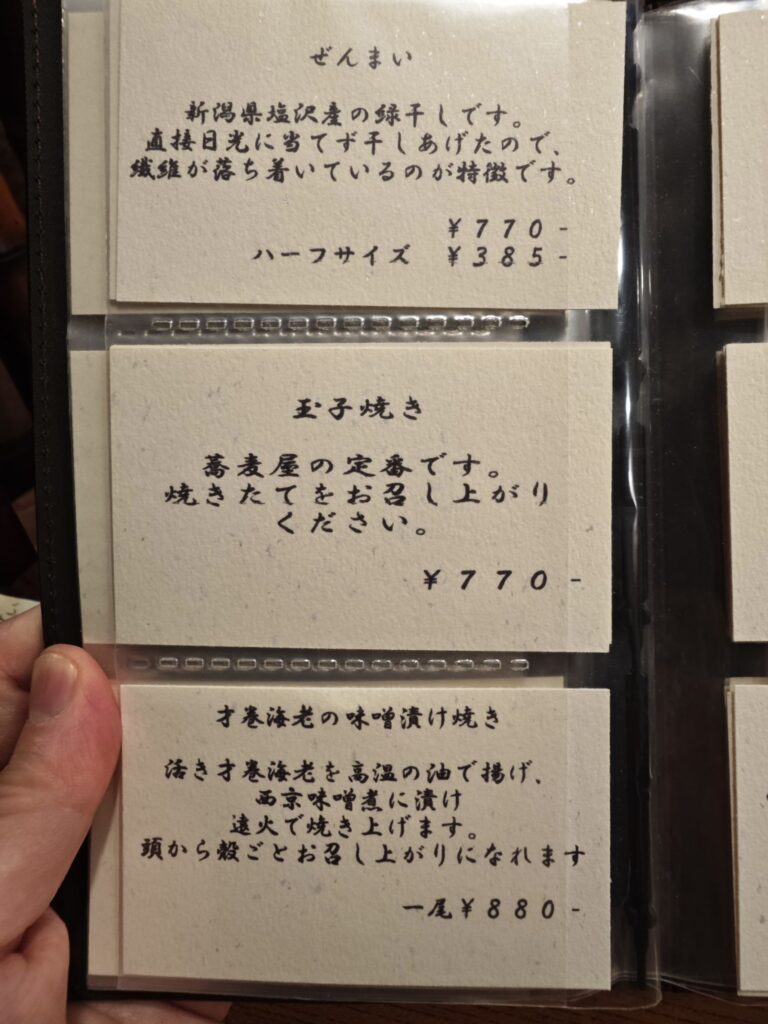 ぜんまい
新潟県塩沢産の緑干しです。
直接日光に当てず干しあげたので、
繊維が落ち着いているのが特徴です。
¥770-
ハーフサイズ ¥385-
玉子焼き
蕎麦屋の定番です。
焼きたてをお召し上がり
ください。
¥770-
才巻海老の味噌漬け焼き
活き才巻海老を高温の油で揚げ、
西京味噌煮に漬け
遠火で焼き上げます。
頭から殻ごとお召し上がりになれます
一尾¥880-